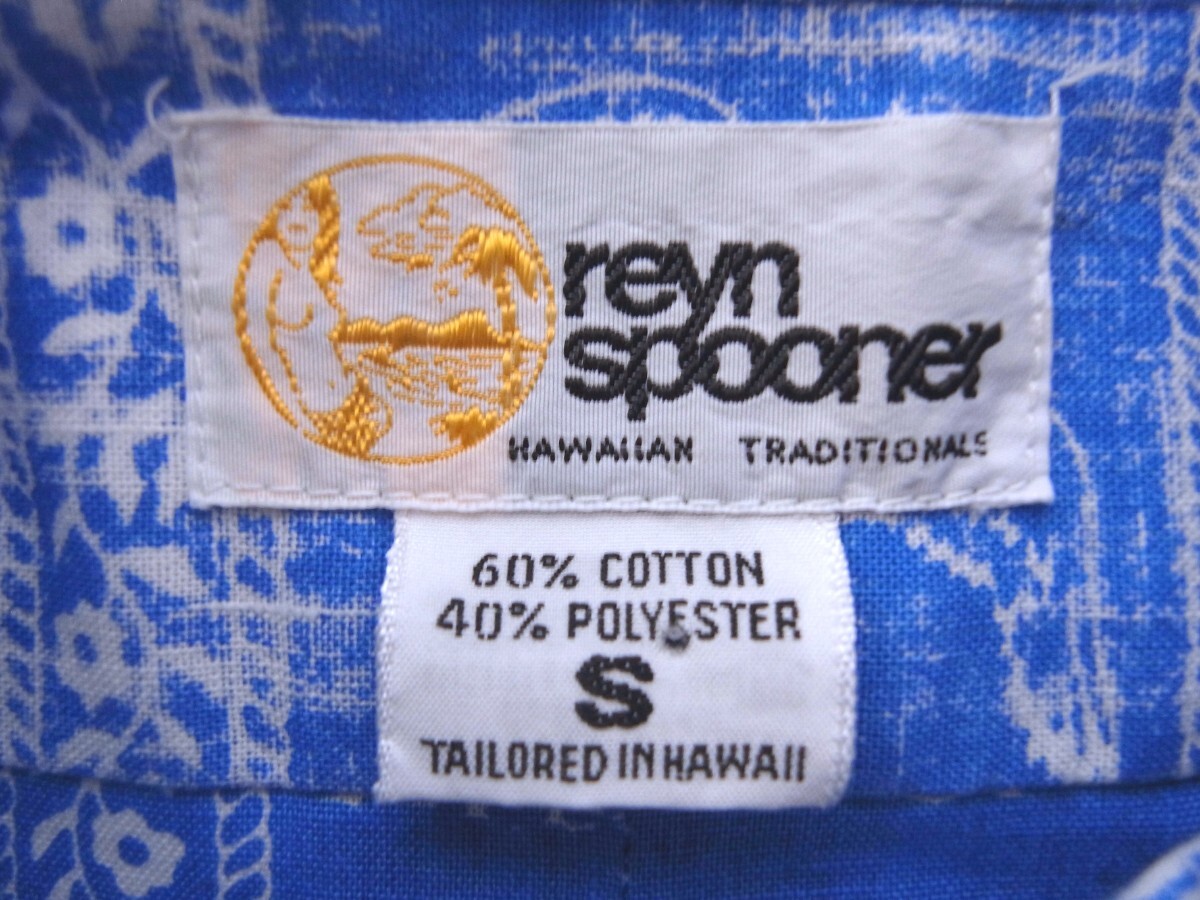 reyn
spooner
HAWAIIAN TRADITIONALS
60% COTTON
40% POLYESTER
S
TAILORED IN HAWAII